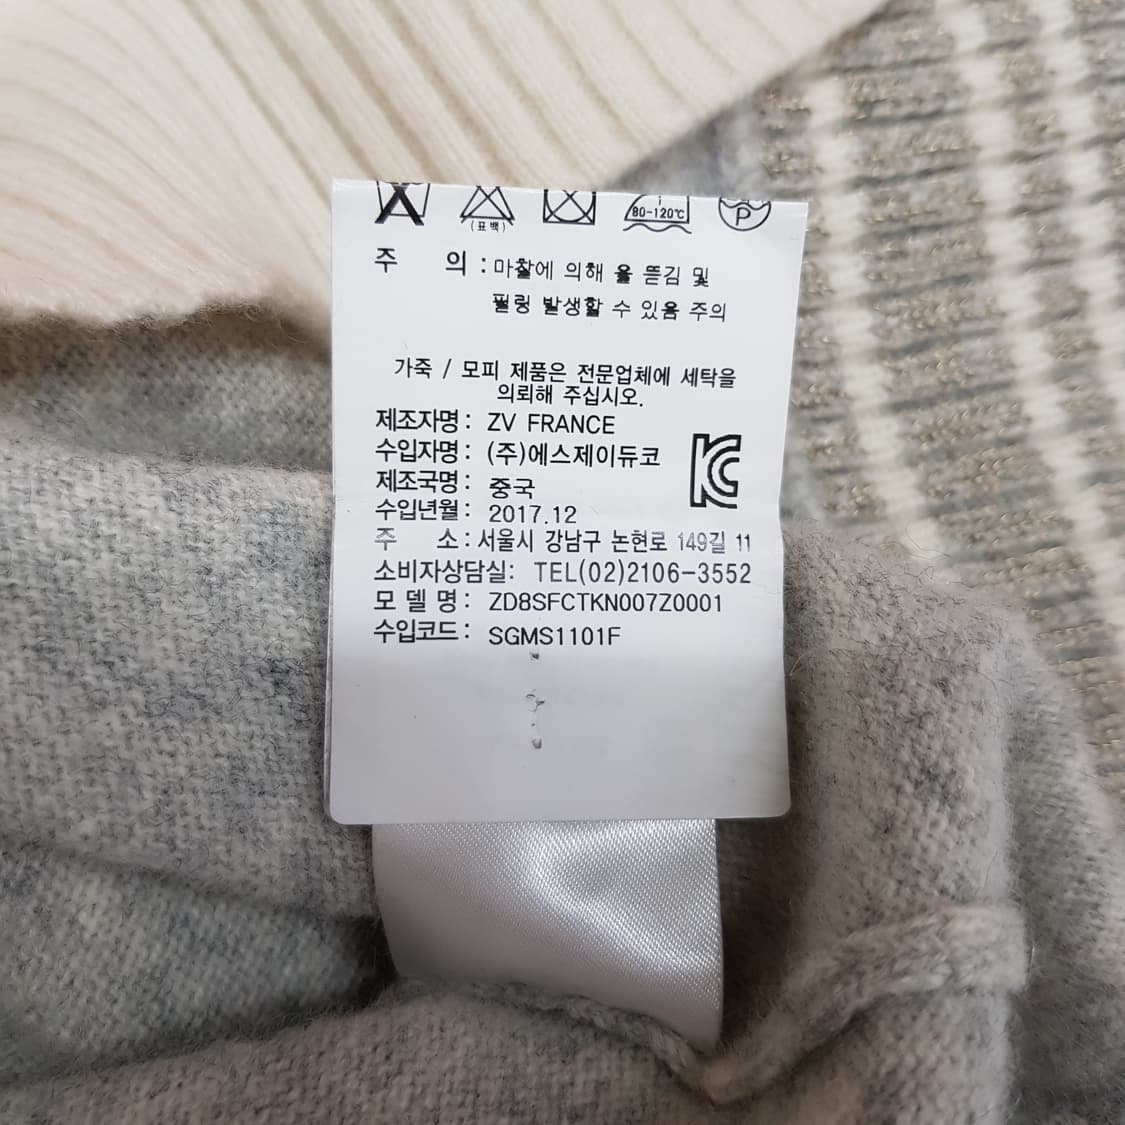 (표백)
80-120℃
P
주 의 : 마찰에 의해 올 뜯김 및
필링 발생할 수 있음 주의
가죽 / 모피 제품은 전문업체에 세탁을
의뢰해 주십시오.
제조자명: ZV FRANCE
수입자명: (주)에스제이듀코
제조국명: 중국
수입년월: 2017.12
주 소: 서울시 강남구 논현로 149길 11
소비자상담실: TEL(02)2106-3552
모 델 명: ZD8SFCTKN007Z0001
수입코드: SGMS1101F